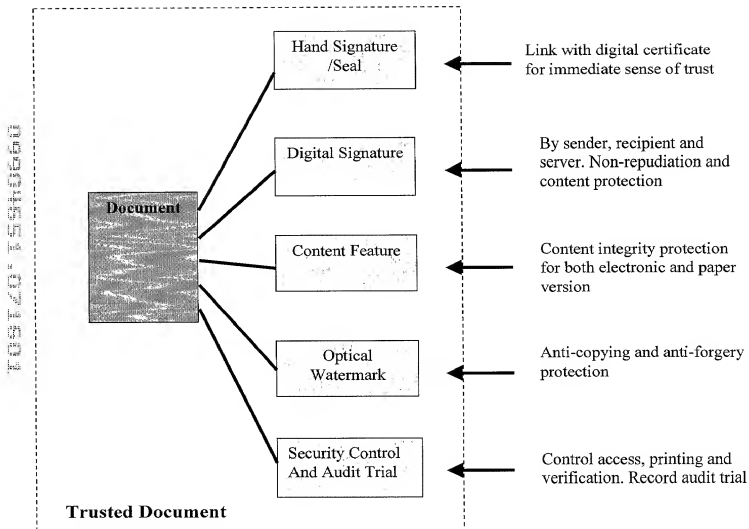 Hand Signature
/Seal
Link with digital certificate
for immediate sense of trust
Digital Signature
By sender, recipient and
server. Non-repudiation and
content protection
Document
Content Feature
Content integrity protection
for both electronic and paper
version
Optical
Watermark
Anti-copying and anti-forgery
protection
Security Control
And Audit Trial
Control access, printing and
verification. Record audit trial
Trusted Document